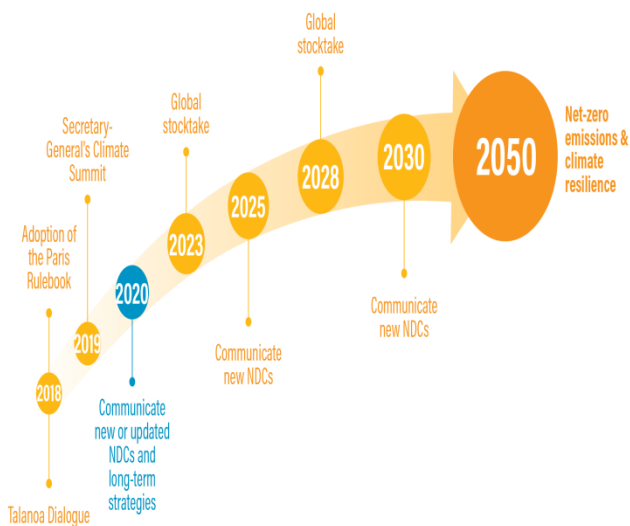 Global
stocktake
Secretary-
General's Climate
Summit
Global
stocktake
Adoption of
the Paris
Rulebook
2018
2019
2020
2023
2025
2028
2030
2050
Net-zero
emissions &
climate
resilience
Communicate
new NDCs
Communicate
new NDCs
Communicate
new or updated
NDCs and
long-term
strategies
Talanoa Dialogue